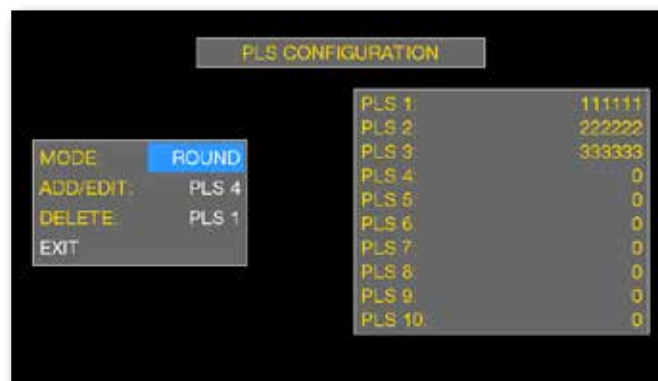 PLS CONFIGURATION
MODE: ROUND
ADD/EDIT: PLS 4
DELETE: PLS 1
EXIT
PLS 1: 111111
PLS 2: 222222
PLS 3: 333333
PLS 4: 0
PLS 5: 0
PLS 6: 0
PLS 7: 0
PLS 8: 0
PLS 9: 0
PLS 10: 0